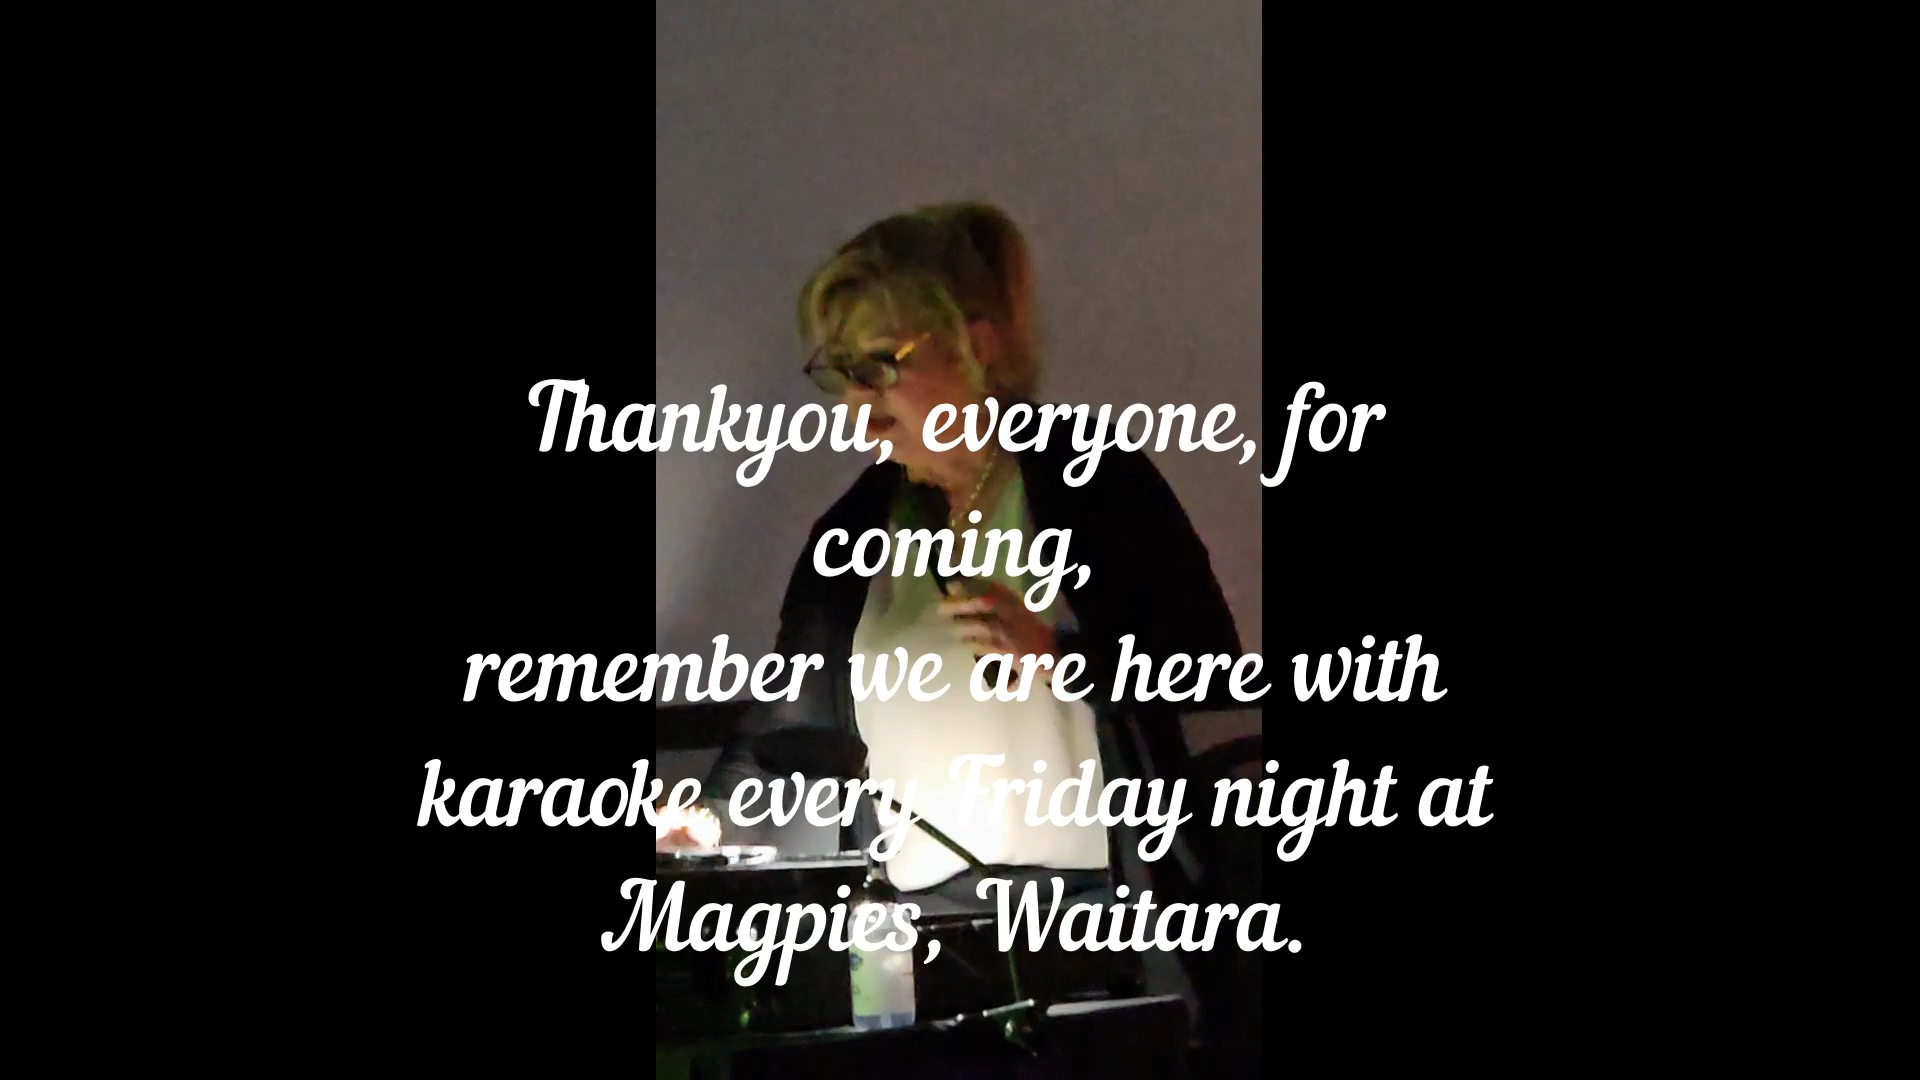 Thankyou, everyone, for
coming,
remember we are here with
karaoke every Friday night at
Magpies, Waitara.